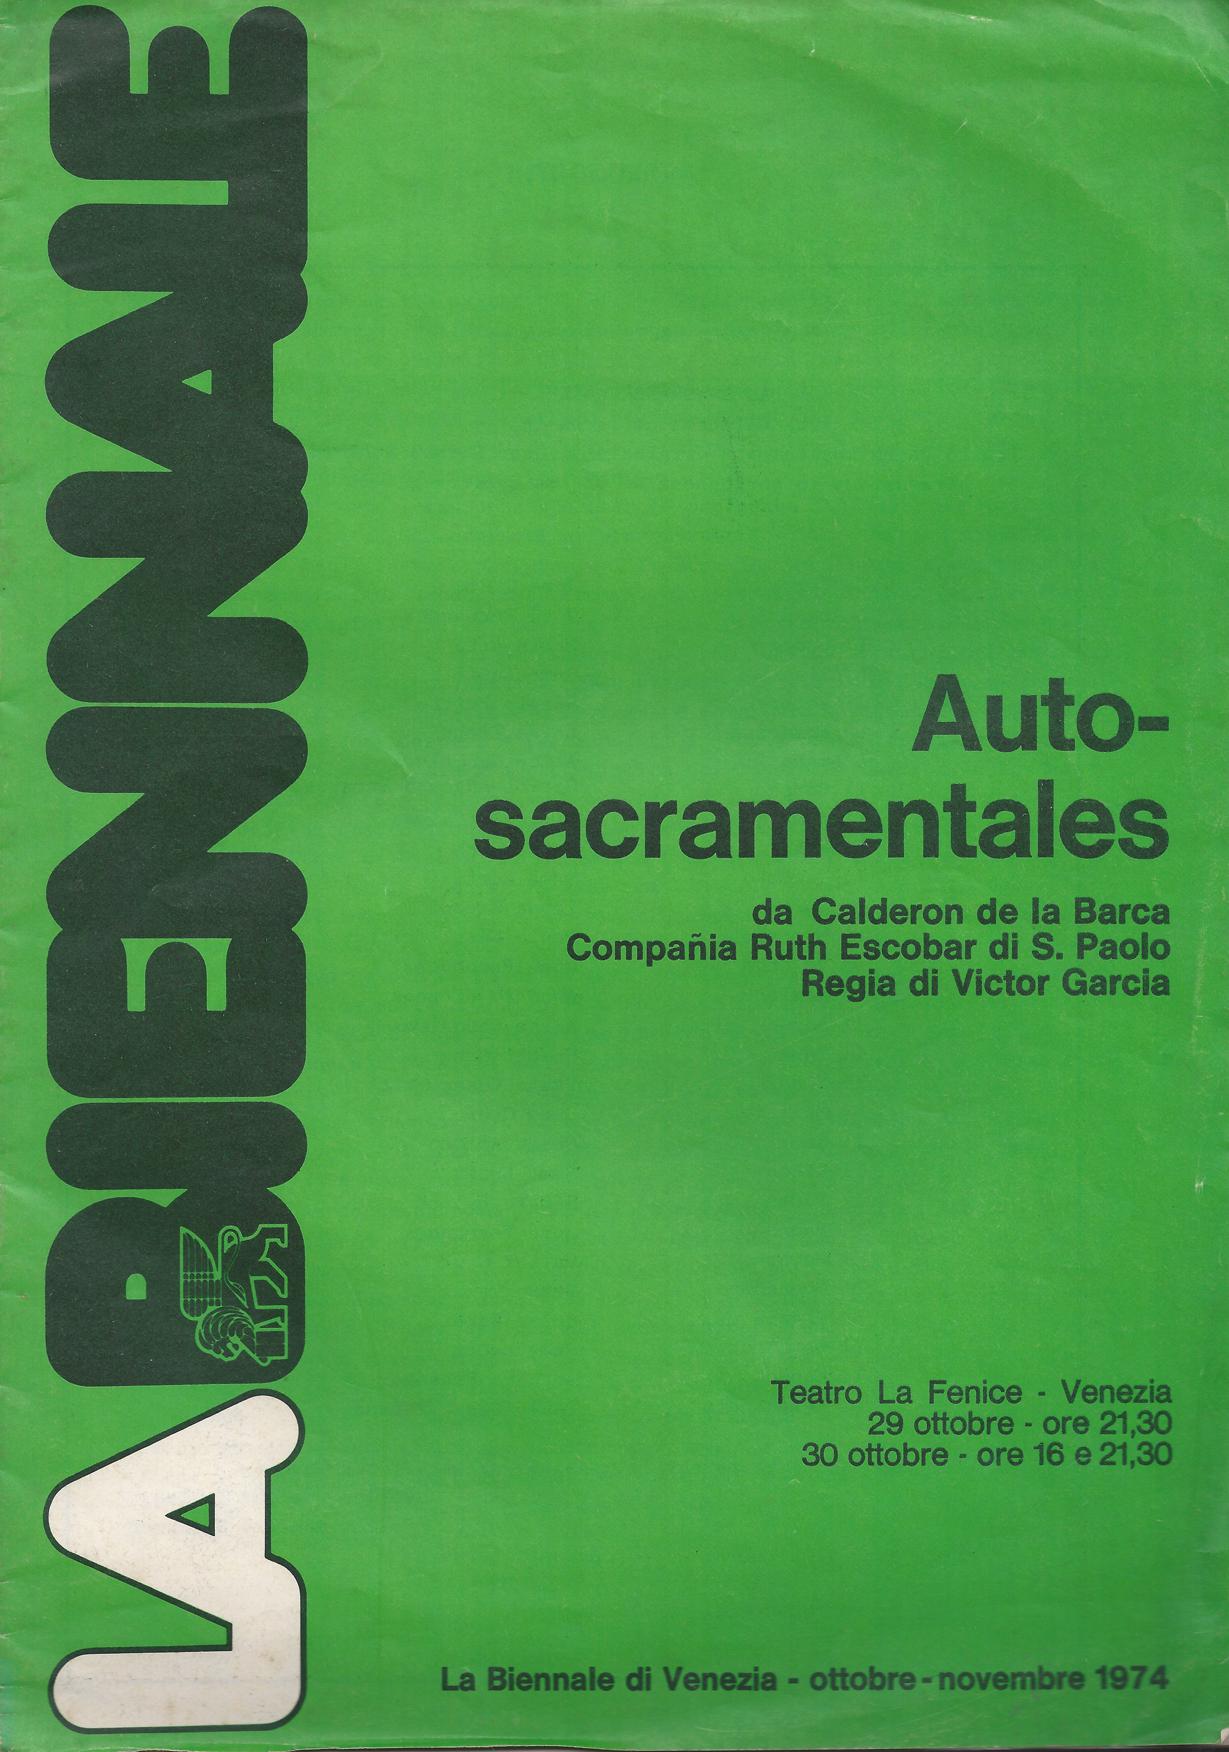 LA BIENNALE
Auto-
sacramentales
da Calderon de la Barca
Compañia Ruth Escobar di S. Paolo
Regia di Victor Garcia
Teatro La Fenice - Venezia
29 ottobre - ore 21,30
30 ottobre - ore 16 e 21,30
La Biennale di Venezia - ottobre - novembre 1974